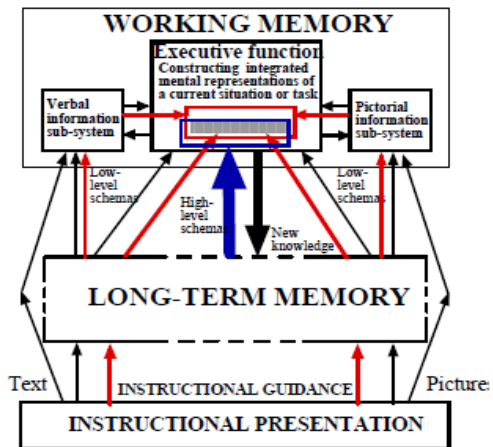 WORKING MEMORY
Executive function
Constructing integrated
mental representations of
a current situation or task
Verbal
information
sub-system
Pictorial
information
sub-system
Low-
level
schemas
High-
level
schemas
New
knowledge
Low-
level
schemas
LONG-TERM MEMORY
Text
INSTRUCTIONAL GUIDANCE
Pictures
INSTRUCTIONAL PRESENTATION